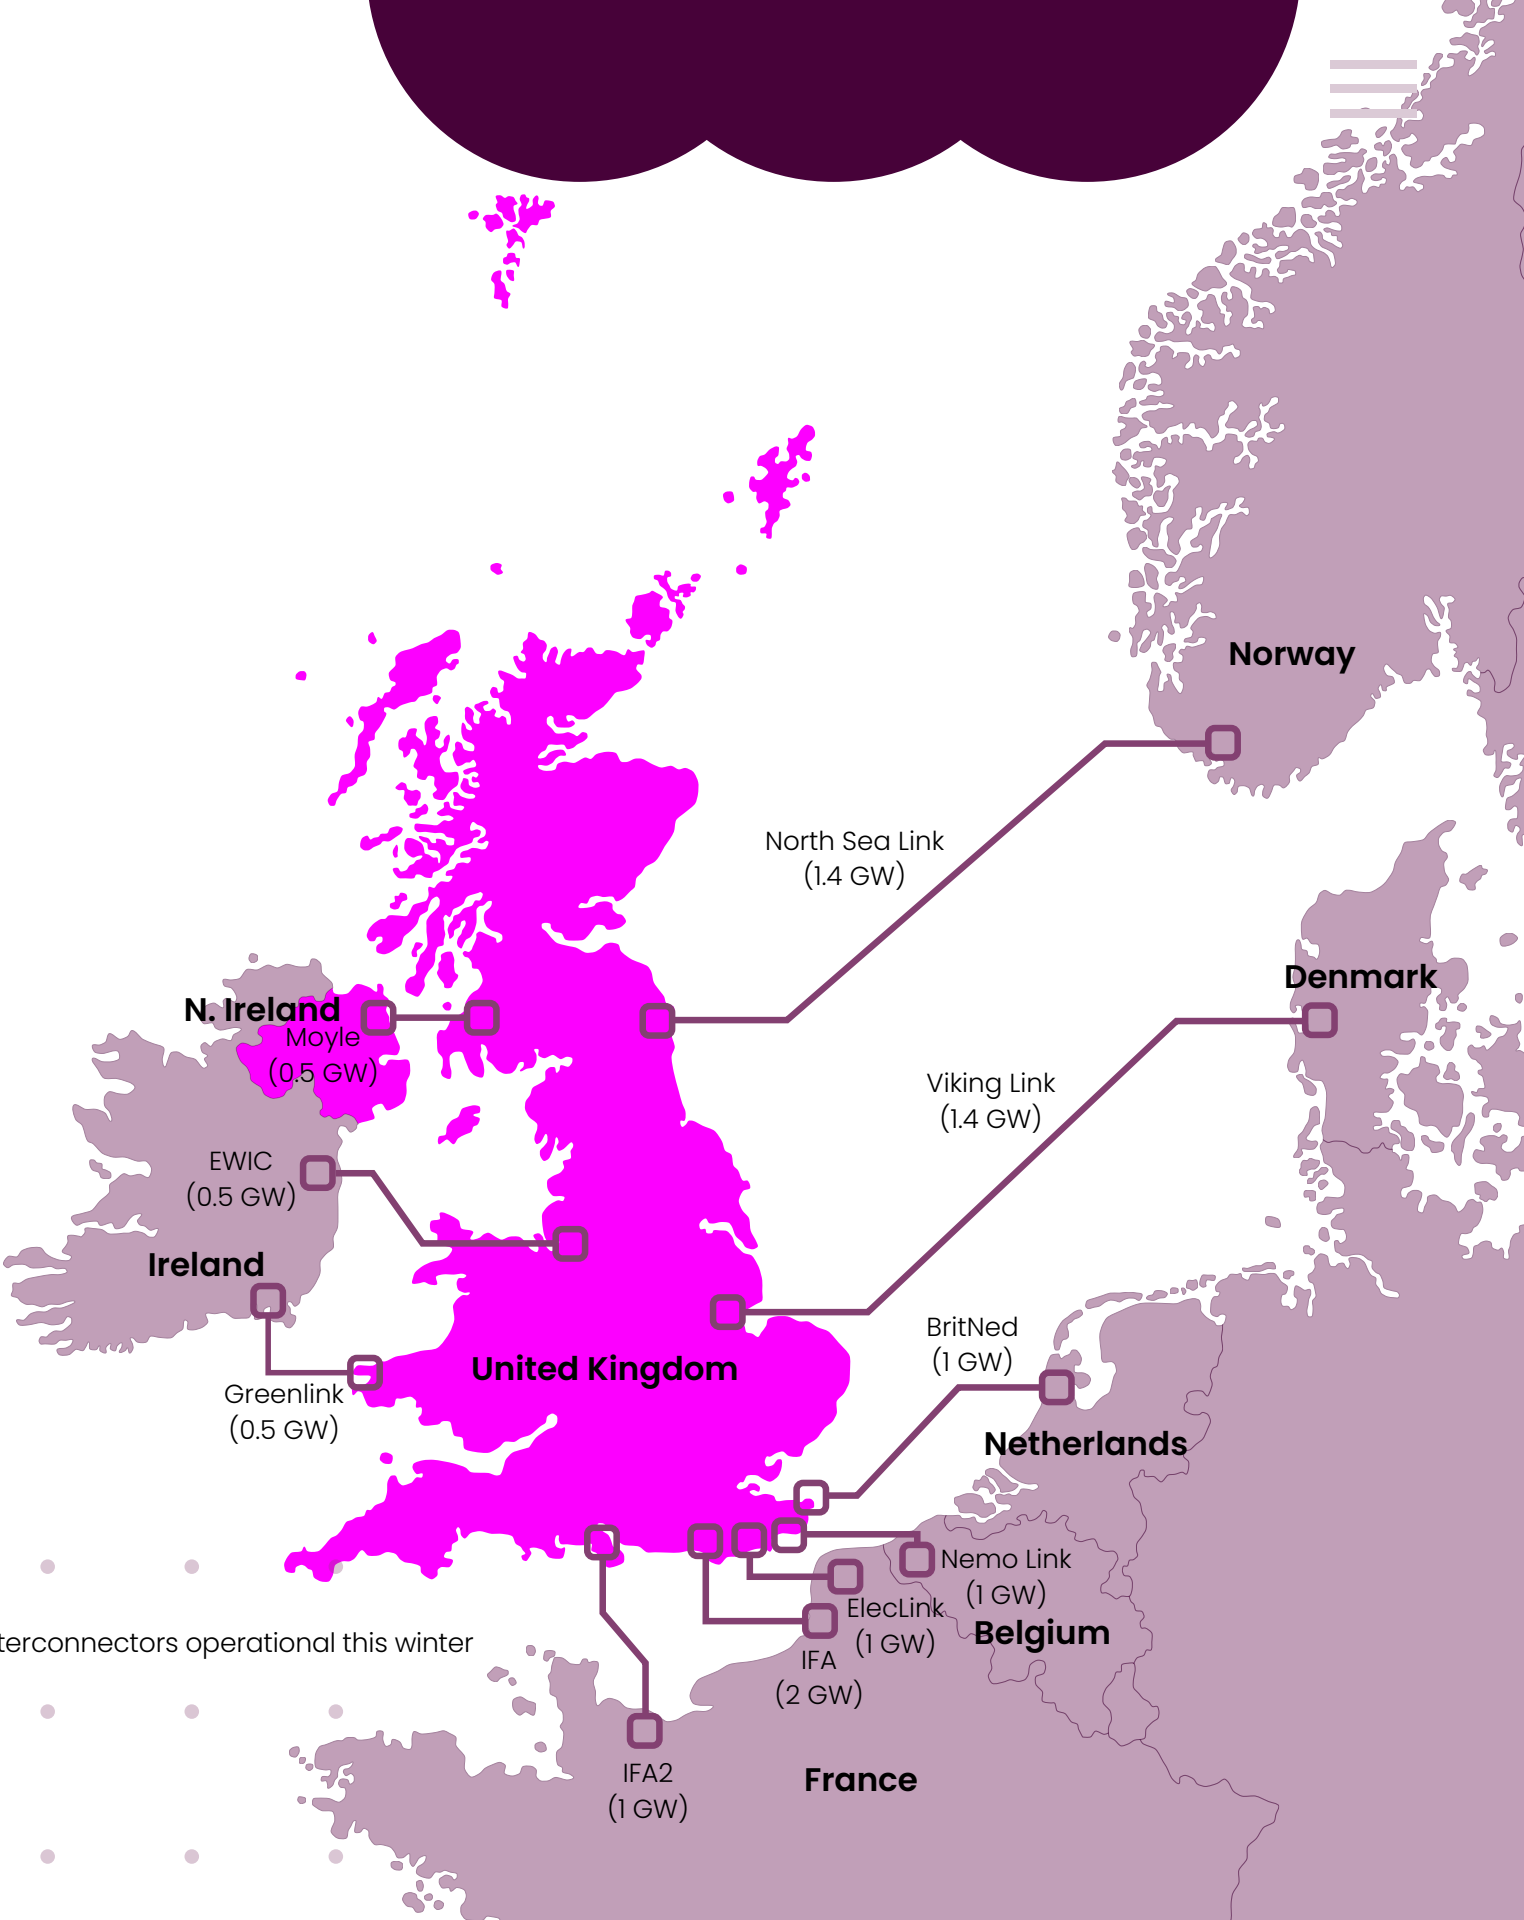 Norway
North Sea Link
(1.4 GW)
Denmark
N. Ireland
Moyle
(0.5 GW)
Viking Link
(1.4 GW)
EWIC
(0.5 GW)
Ireland
BritNed
(1 GW)
United Kingdom
Greenlink
(0.5 GW)
Netherlands
Nemo Link
(1 GW)
ElecLink
(1 GW)
Belgium
terconnectors operational this winter
IFA
(2 GW)
IFA2
(1 GW)
France